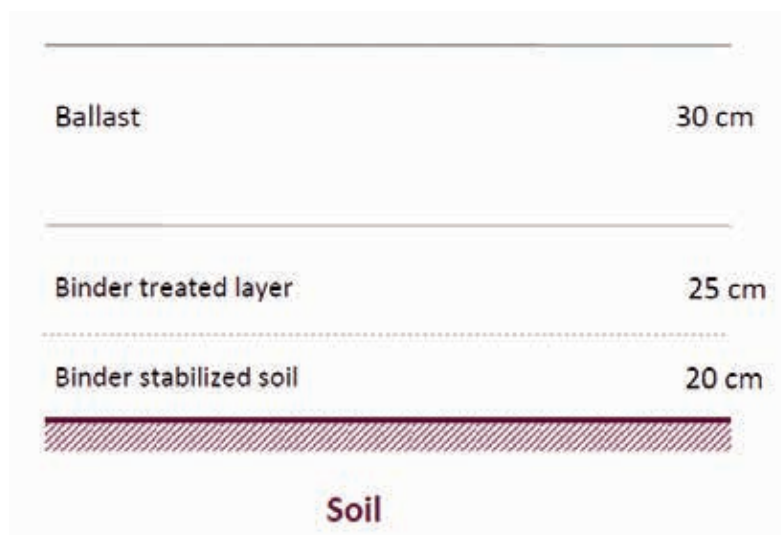 Ballast 30 cm
Binder treated layer 25 cm
Binder stabilized soil 20 cm
Soil